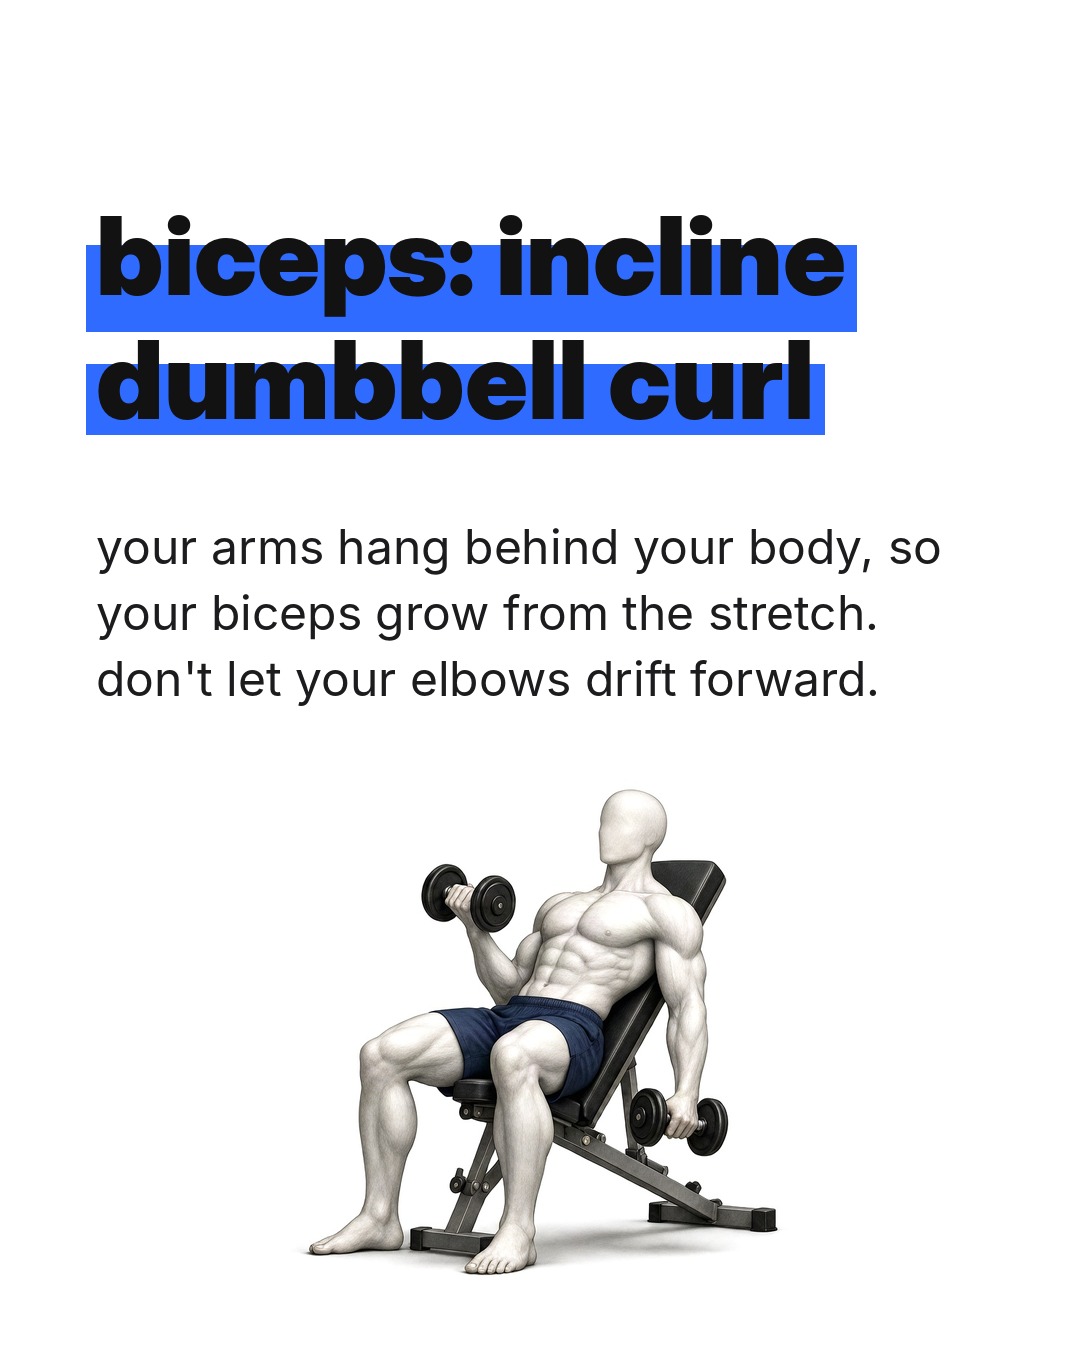 biceps: incline
dumbbell curl
your arms hang behind your body, so
your biceps grow from the stretch.
don't let your elbows drift forward.